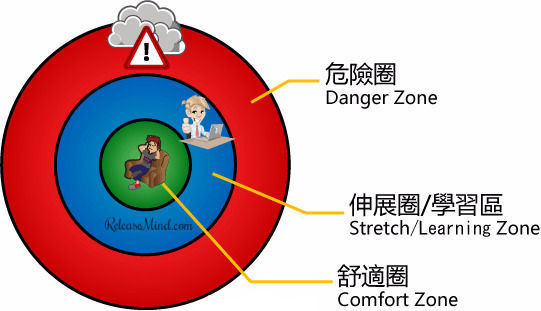 危險圈
Danger Zone
伸展圈/學習區
Stretch/Learning Zone
舒適圈
Comfort Zone
ReleaseMind.com
!